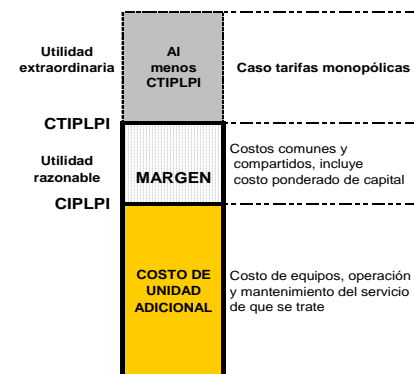 Utilidad
extraordinaria
Al
menos
CTIPLPI
Caso tarifas monopólicas
CTIPLPI
Utilidad
razonable
MARGEN
Costos comunes y
compartidos, incluye
costo ponderado de capital
CIPLPI
COSTO DE
UNIDAD
ADICIONAL
Costo de equipos, operación
y mantenimiento del servicio
de que se trate